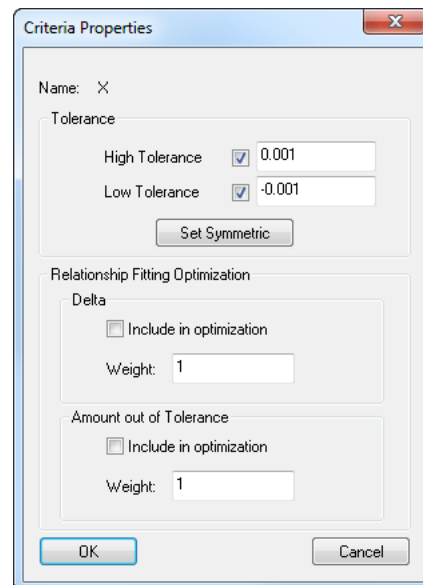 Criteria Properties
Name: X
Tolerance
High Tolerance 0.001
Low Tolerance -0.001
Set Symmetric
Relationship Fitting Optimization
Delta
Include in optimization
Weight: 1
Amount out of Tolerance
Include in optimization
Weight: 1
OK Cancel